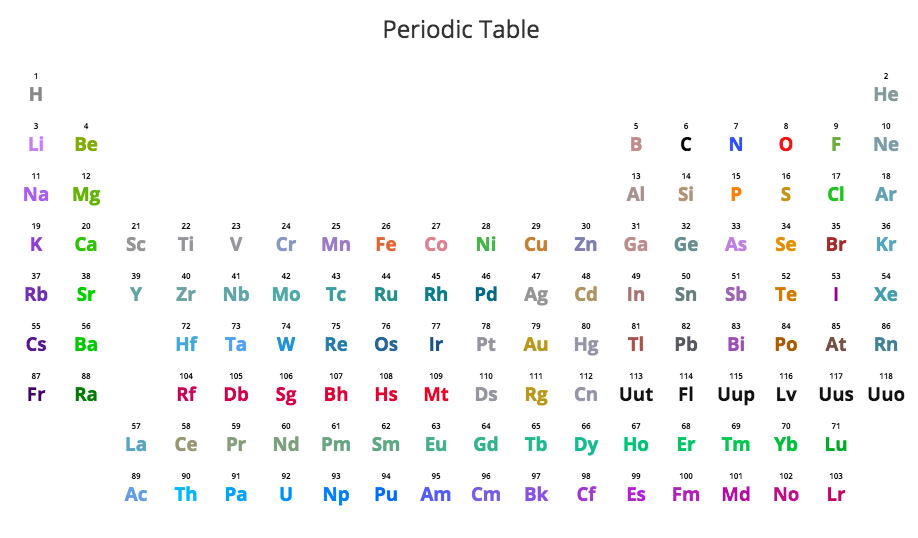 Periodic Table
1 2
H He
3 4 5 6 7 8 9 10
Li Be B C N O F Ne
11 12 13 14 15 16 17 18
Na Mg Al Si P S Cl Ar
19 20 21 22 23 24 25 26 27 28 29 30 31 32 33 34 35 36
K Ca Sc Ti V Cr Mn Fe Co Ni Cu Zn Ga Ge As Se Br Kr
37 38 39 40 41 42 43 44 45 46 47 48 49 50 51 52 53 54
Rb Sr Y Zr Nb Mo Tc Ru Rh Pd Ag Cd In Sn Sb Te I Xe
55 56 72 73 74 75 76 77 78 79 80 81 82 83 84 85 86
Cs Ba Hf Ta W Re Os Ir Pt Au Hg Tl Pb Bi Po At Rn
87 88 104 105 106 107 108 109 110 111 112 113 114 115 116 117 118
Fr Ra Rf Db Sg Bh Hs Mt Ds Rg Cn Uut Fl Uup Lv Uus Uuo
57 58 59 60 61 62 63 64 65 66 67 68 69 70 71
La Ce Pr Nd Pm Sm Eu Gd Tb Dy Ho Er Tm Yb Lu
89 90 91 92 93 94 95 96 97 98 99 100 101 102 103
Ac Th Pa U Np Pu Am Cm Bk Cf Es Fm Md No Lr